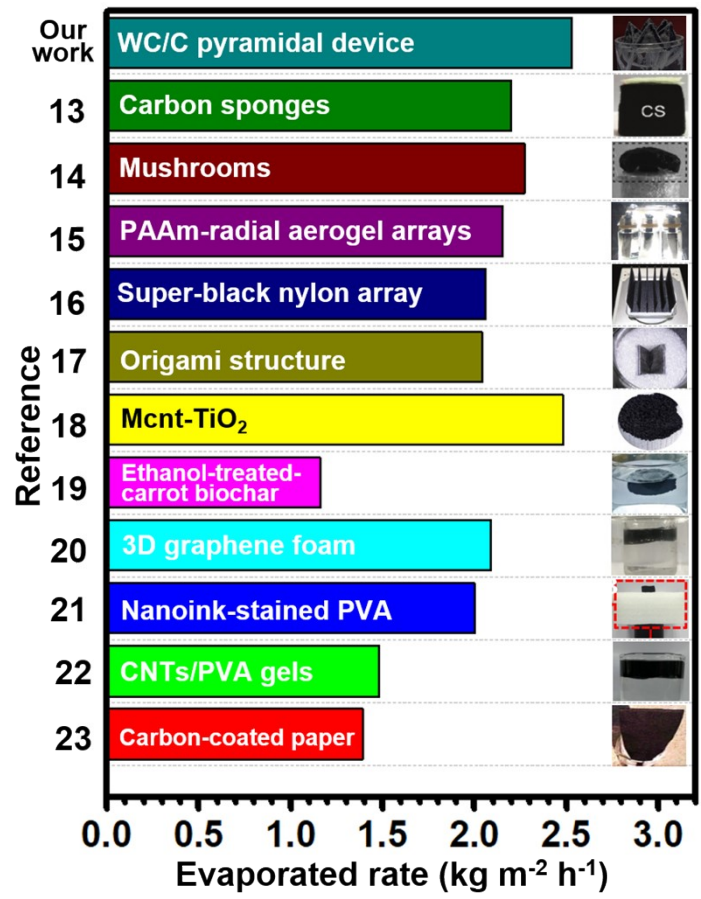 Our
work
WC/C pyramidal device
13
Carbon sponges
CS
14
Mushrooms
15
PAAm-radial aerogel arrays
16
Super-black nylon array
17
Origami structure
18
Mcnt-TiO₂
19
Ethanol-treated-
carrot biochar
20
3D graphene foam
21
Nanoink-stained PVA
22
CNTs/PVA gels
23
Carbon-coated paper
Reference
0.0 0.5 1.0 1.5 2.0 2.5 3.0
Evaporated rate (kg m⁻² h⁻¹)